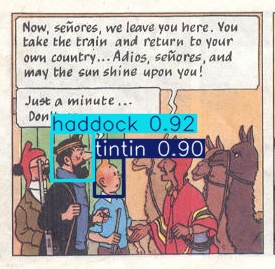 Now, señores, we leave you here. You
take the train and return to your
own country... Adios, señores, and
may the sun shine upon you!
Just a minute...
Don't
haddock 0.92
tintin 0.90